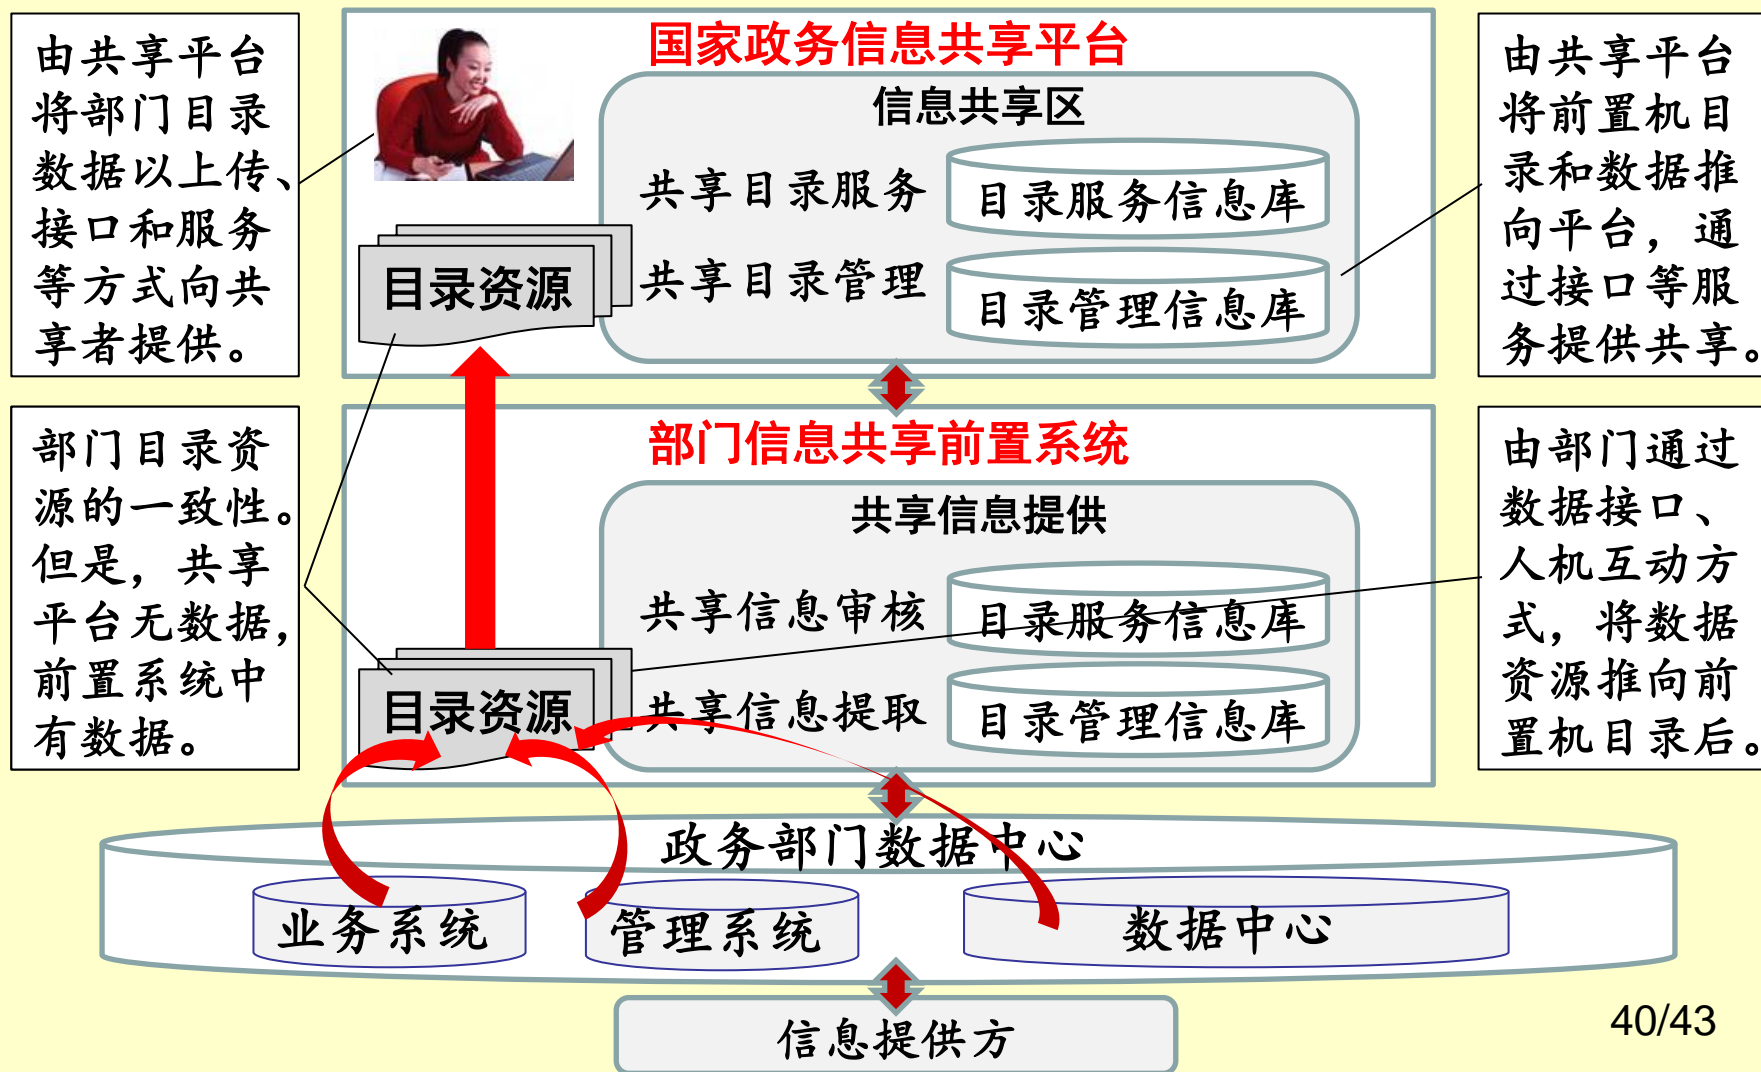 由共享平台
将部门目录
数据以上传、
接口和服务
等方式向共
享者提供。
国家政务信息共享平台
信息共享区
共享目录服务
目录服务信息库
共享目录管理
目录管理信息库
目录资源
由共享平台
将前置机目
录和数据推
向平台，通
过接口等服
务提供共享。
部门目录资
源的一致性。
但是，共享
平台无数据，
前置系统中
有数据。
部门信息共享前置系统
共享信息提供
共享信息审核
目录服务信息库
共享信息提取
目录管理信息库
目录资源
由部门通过
数据接口、
人机互动方
式，将数据
资源推向前
置机目录后。
政务部门数据中心
业务系统
管理系统
数据中心
信息提供方
40/43